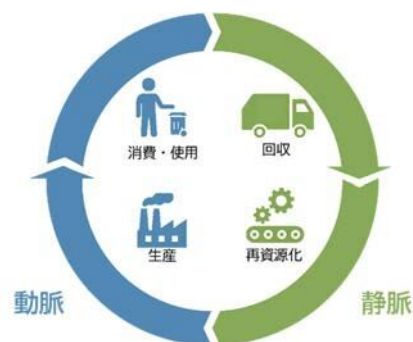 消費・使用
回収
生産
再資源化
動脈
静脈